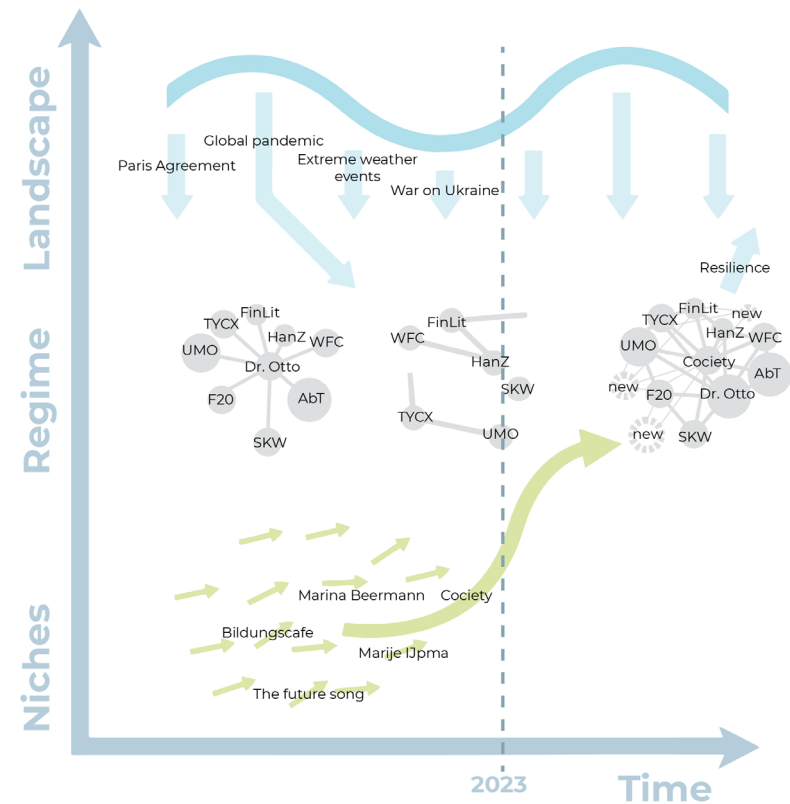 Landscape
Global pandemic
Paris Agreement
Extreme weather
events
War on Ukraine
Resilience
Regime
FinLit
TYCX
HanZ
WFC
UMO
Dr. Otto
F20
AbT
SKW
FinLit
WFC
HanZ
SKW
TYCX
UMO
FinLit
new
TYCX
HanZ
WFC
UMO
Cociety
AbT
new
F20
Dr. Otto
new
SKW
Niches
Marina Beermann
Cociety
Bildungscafe
Marije IJpma
The future song
2023
Time